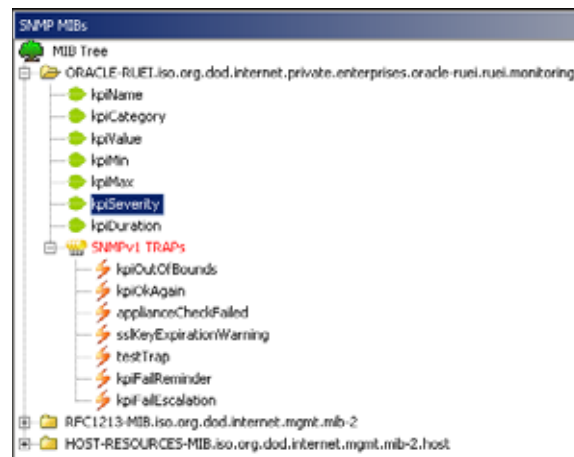 SNMP MIBs
MIB Tree
ORACLE-RUEI.iso.org.dod.internet.private.enterprises.oracle-ruei.ruei.monitoring
kpiName
kpiCategory
kpiValue
kpiMin
kpiMax
kpiSeverity
kpiDuration
SNMPv1 TRAPs
kpiOutOfBounds
kpiOkAgain
applianceCheckFailed
sslKeyExpirationWarning
testTrap
kpiFailReminder
kpiFailEscalation
RFC1213-MIB.iso.org.dod.internet.mgmt.mib-2
HOST-RESOURCES-MIB.iso.org.dod.internet.mgmt.mib-2.host